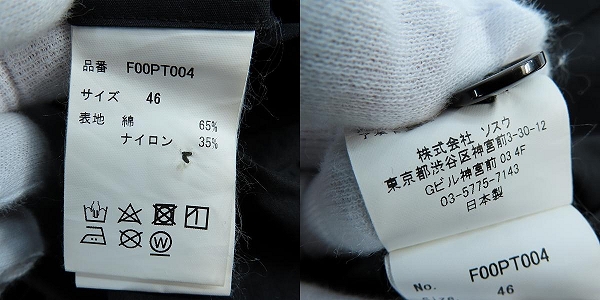 品番 F00PT004
サイズ 46
表地 綿 65%
ナイロン 35%
W
株式会社 ソスウ
東京都渋谷区神宮前3-30-12
Gビル神宮前 03 4F
03-5775-7143
日本製
No. F00PT004
46